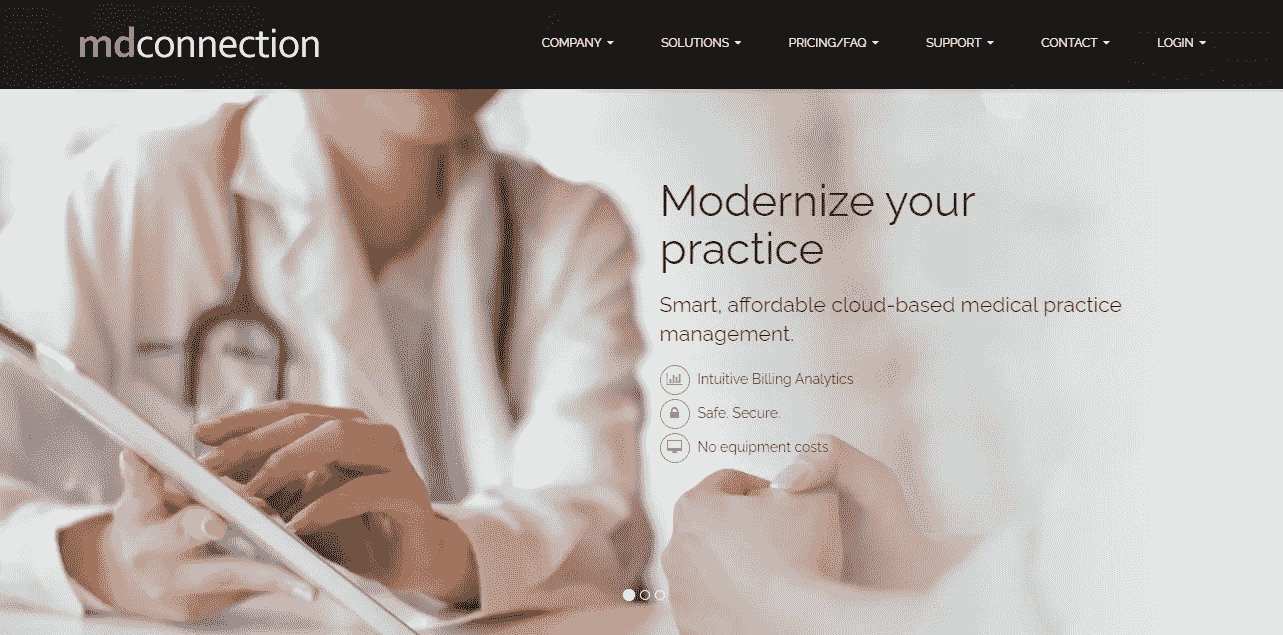 mdconnection
COMPANY
SOLUTIONS
PRICING/FAQ
SUPPORT
CONTACT
LOGIN
Modernize your
practice
Smart, affordable cloud-based medical practice
management.
Intuitive Billing Analytics
Safe. Secure.
No equipment costs